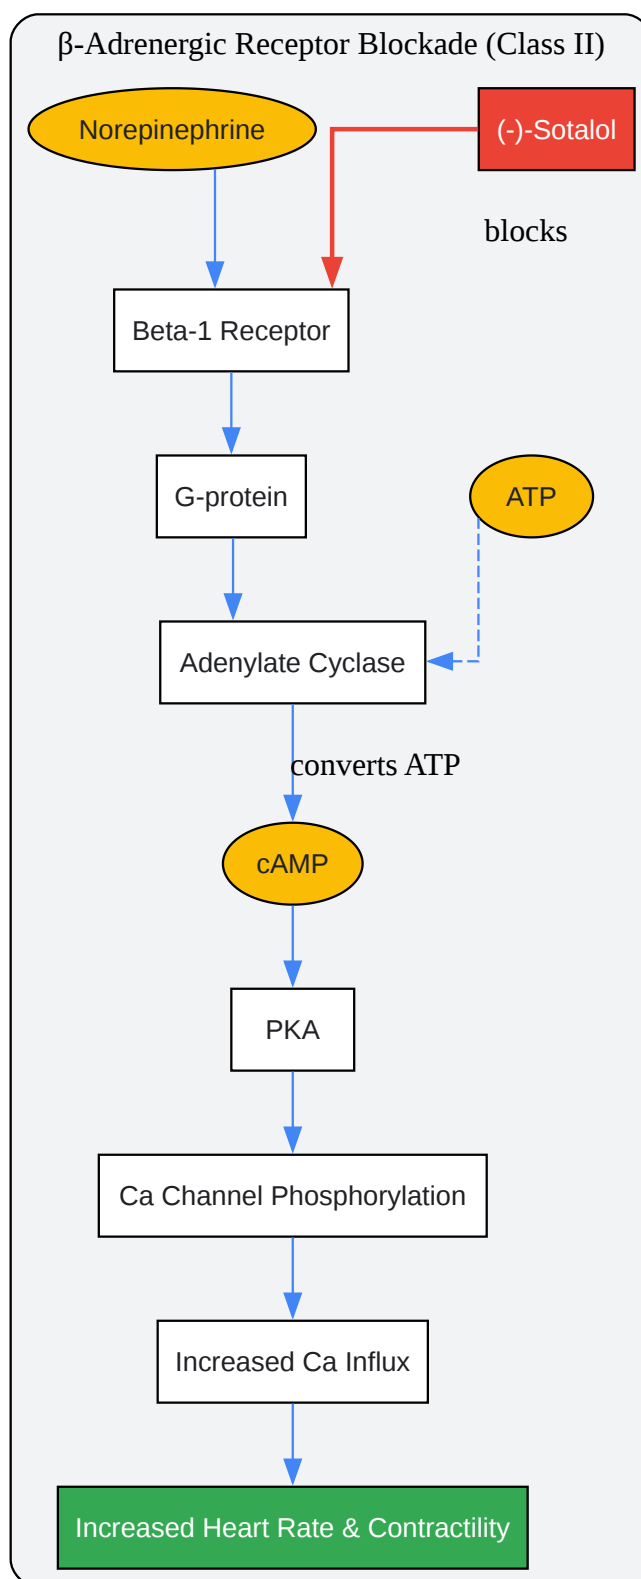 β-Adrenergic Receptor Blockade (Class II)
Norepinephrine
(-)-Sotalol
blocks
Beta-1 Receptor
G-protein
ATP
Adenylate Cyclase
converts ATP
cAMP
PKA
Ca Channel Phosphorylation
Increased Ca Influx
Increased Heart Rate & Contractility